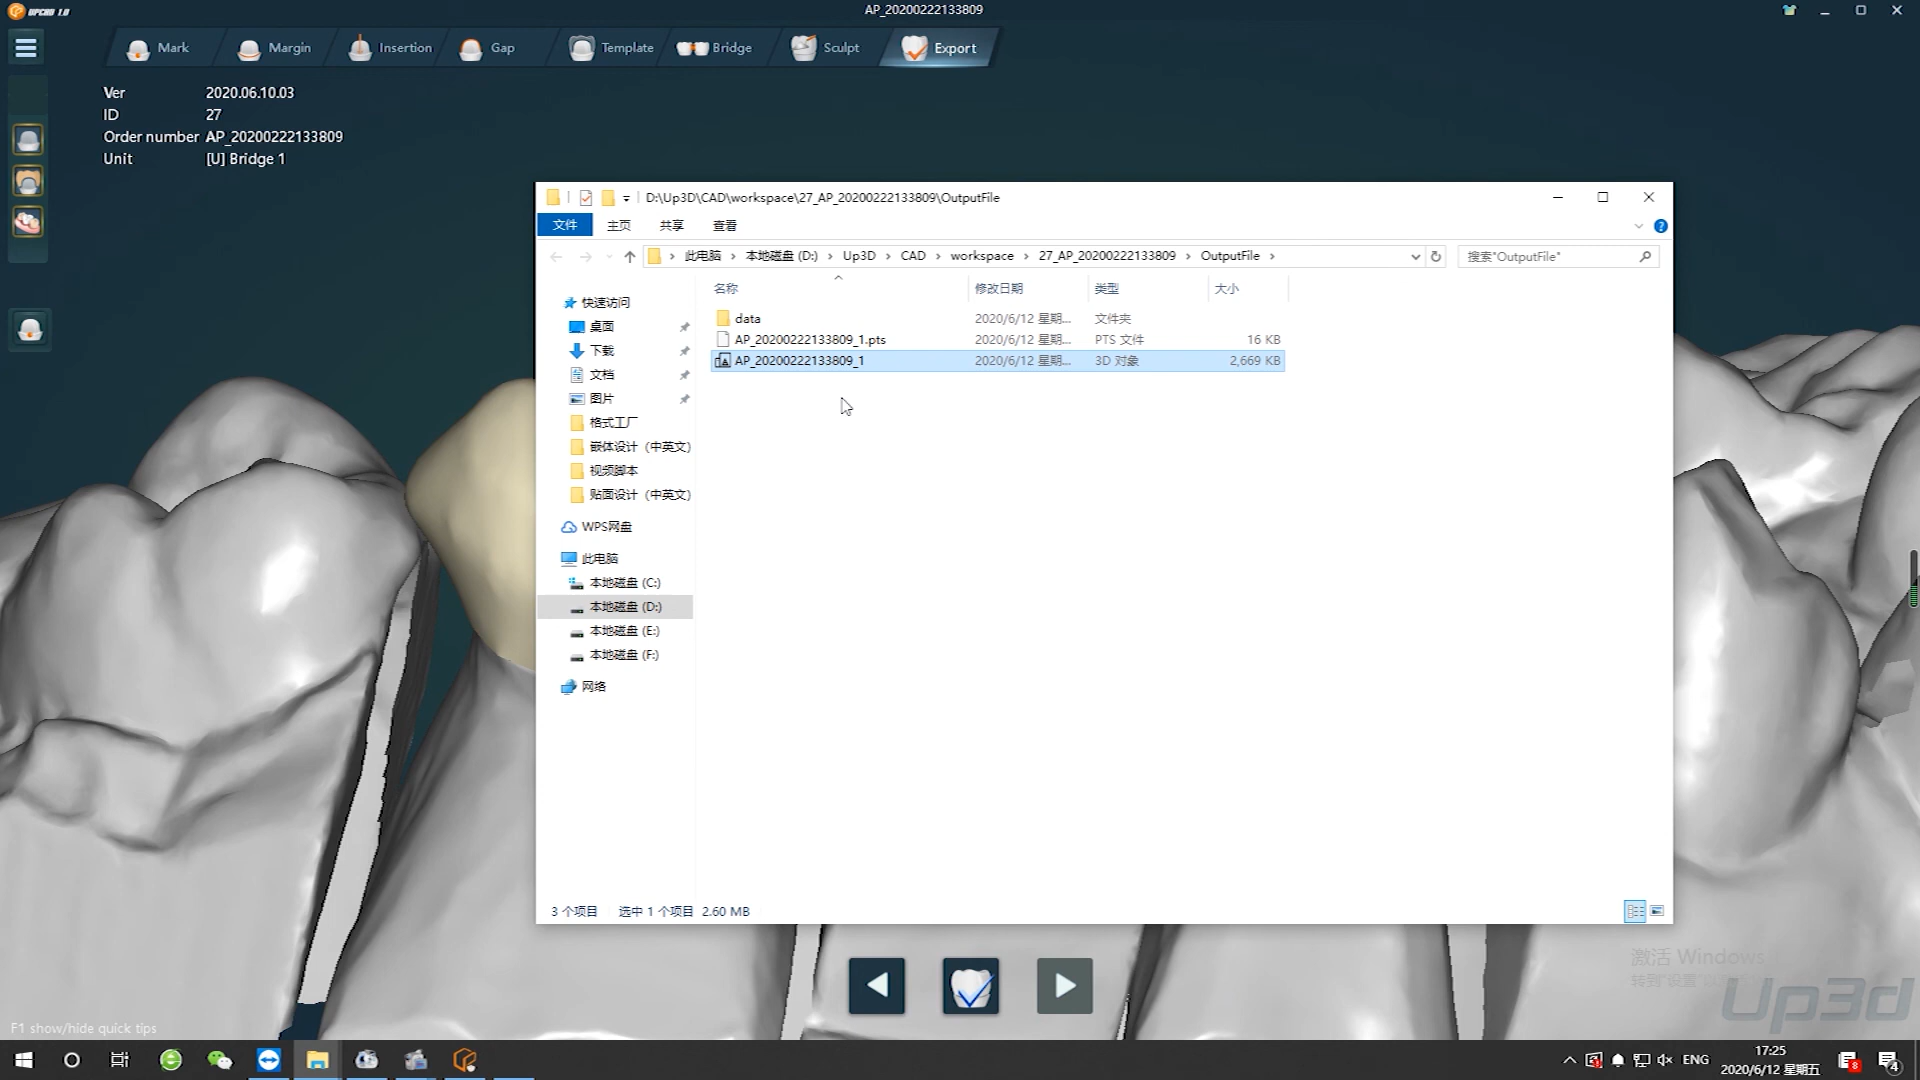 UPCAD 1.0
AP_20200222133809
Mark
Margin
Insertion
Gap
Template
Bridge
Sculpt
Export
Ver 2020.06.10.03
ID 27
Order number AP_20200222133809
Unit [U] Bridge 1
D:\Up3D\CAD\workspace\27_AP_20200222133809\OutputFile
文件 主页 共享 查看
此电脑 › 本地磁盘 (D:) › Up3D › CAD › workspace › 27_AP_20200222133809 › OutputFile ›
搜索"OutputFile"
名称 修改日期 类型 大小
data 2020/6/12 星期... 文件夹
AP_20200222133809_1.pts 2020/6/12 星期... PTS 文件 16 KB
AP_20200222133809_1 2020/6/12 星期... 3D 对象 2,669 KB
快速访问
桌面
下载
文档
图片
格式工厂
嵌体设计（中英文）
视频脚本
贴面设计（中英文）
WPS网盘
此电脑
本地磁盘 (C:)
本地磁盘 (D:)
本地磁盘 (E:)
本地磁盘 (F:)
网络
3 个项目 选中 1 个项目 2.60 MB
激活 Windows
Up3d
F1 show/hide quick tips
ENG
17:25
2020/6/12 星期五
8
4